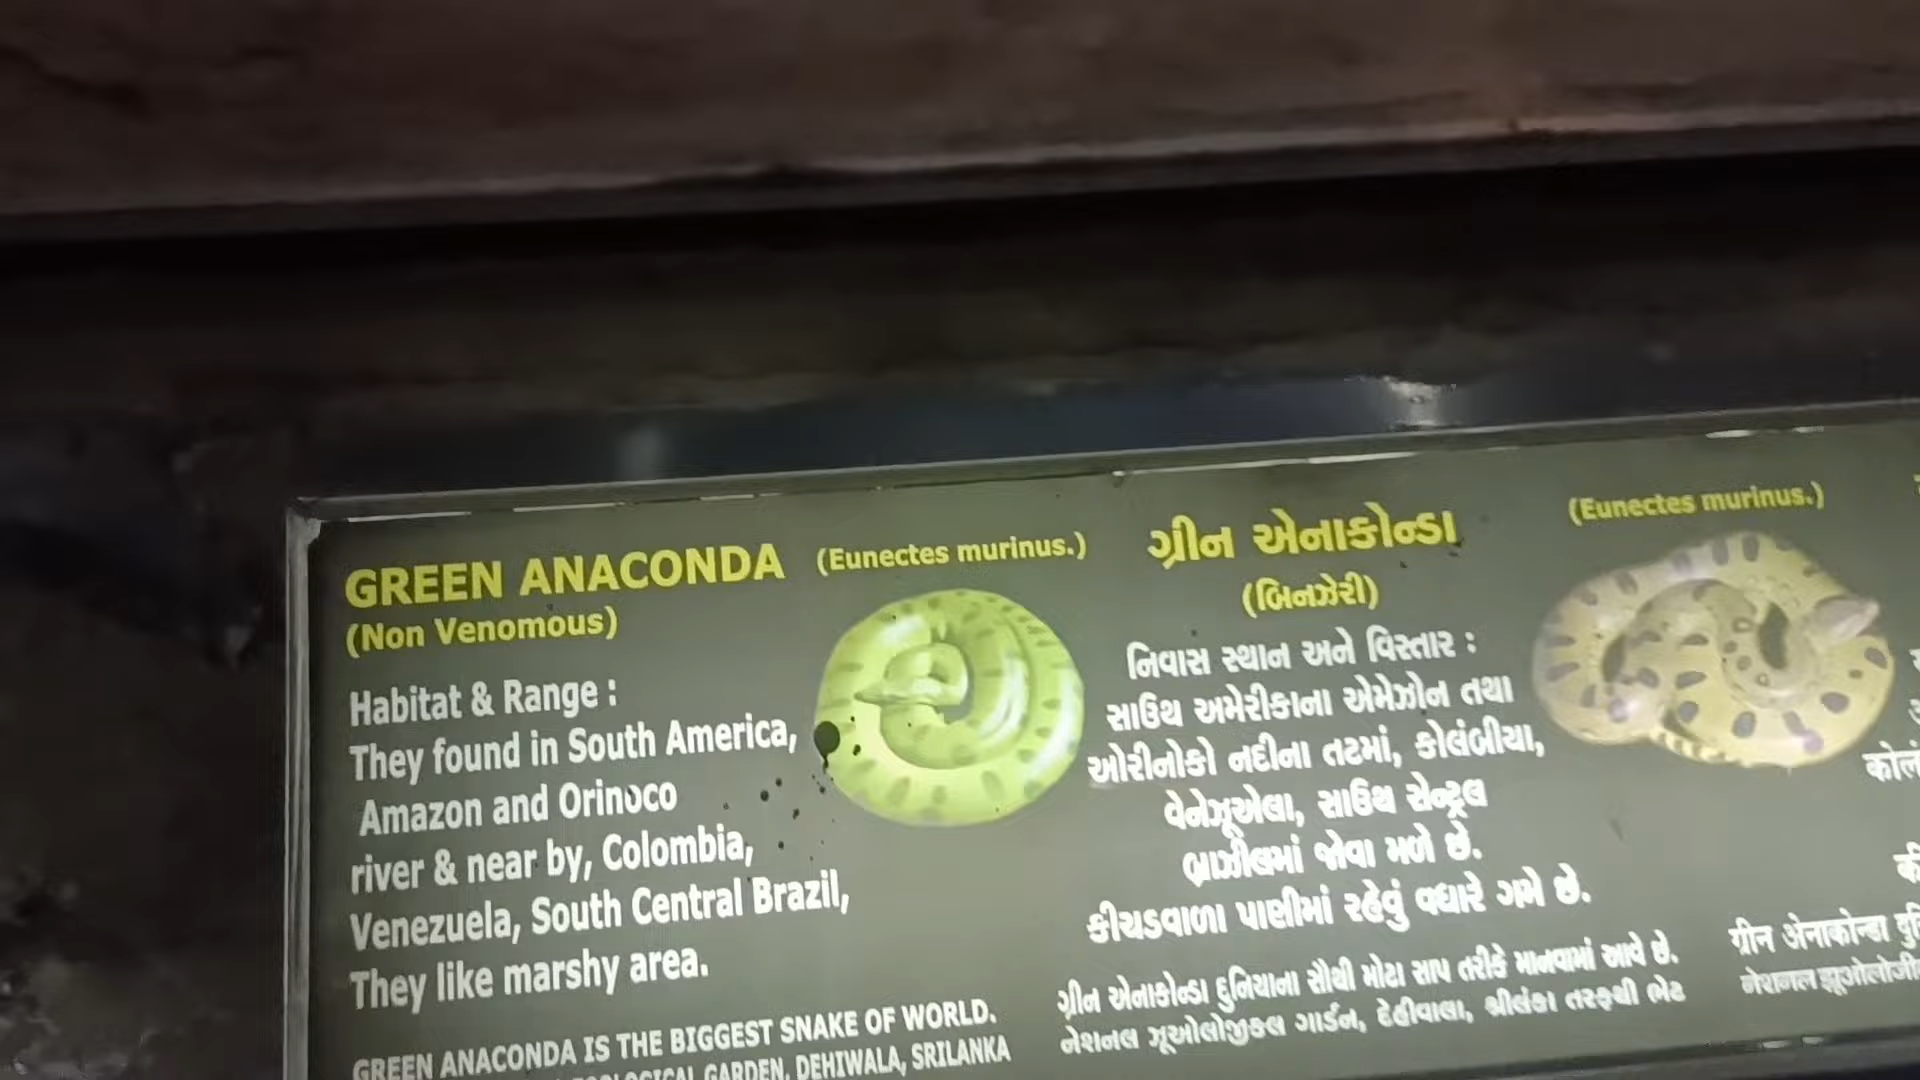 GREEN ANACONDA (Eunectes murinus.)
(Non Venomous)
Habitat & Range :
They found in South America,
Amazon and Orinoco
river & near by, Colombia,
Venezuela, South Central Brazil,
They like marshy area.
GREEN ANACONDA IS THE BIGGEST SNAKE OF WORLD.
GARDEN, DEHIWALA, SRILANKA
ગ્રીન એનાકોન્ડા
(બિનઝેરી)
નિવાસ સ્થાન અને વિસ્તાર :
સાઉથ અમેરીકાના એમેઝોન તથા
ઓરીનોકો નદીના તટમાં, કોલંબીયા,
વેનેઝૂએલા, સાઉથ સેન્ટ્રલ
બ્રાઝીલમાં જોવા મળે છે.
કીચડવાળા પાણીમાં રહેવું વધારે ગમે છે.
ગ્રીન એનાકોન્ડા દુનિયાના સૌથી મોટા સાપ તરીકે માનવામાં આવે છે.
નેશનલ ઝૂઓલોજીકલ ગાર્ડન, દેહીવાલા, શ્રીલંકા તરફથી ભેટ
(Eunectes murinus.)
ग्रीन एनाकोन्डा
नेशनल